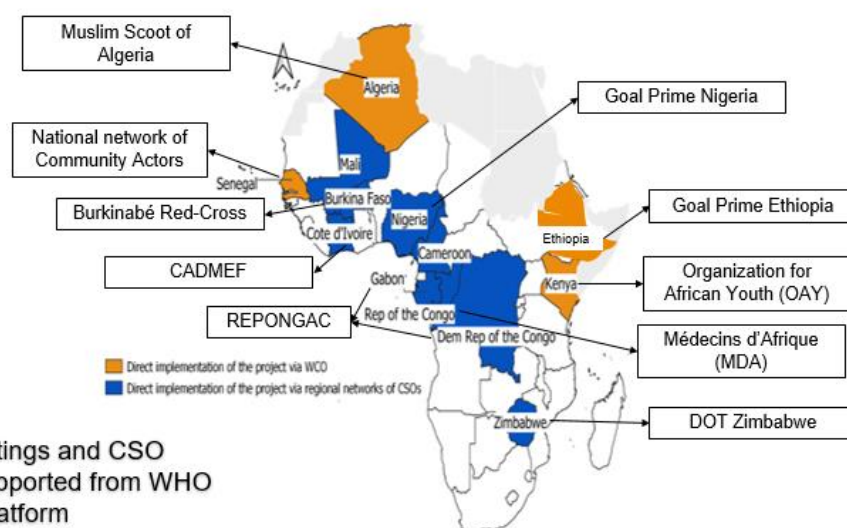 Muslim Scoot of
Algeria
Algeria
Goal Prime Nigeria
National network of
Community Actors
Mali
Senegal
Burkina Faso
Nigeria
Burkinabé Red-Cross
Goal Prime Ethiopia
Cote d'Ivoire
Ethiopia
Cameroon
CADMEF
Gabon
Kenya
Organization for
African Youth (OAY)
Rep of the Congo
REPONGAC
Dem Rep of the Congo
Médecins d'Afrique
(MDA)
Direct implementation of the project via WCO
Direct implementation of the project via regional networks of CSOs
Zimbabwe
DOT Zimbabwe
tings and CSO
ported from WHO
atform